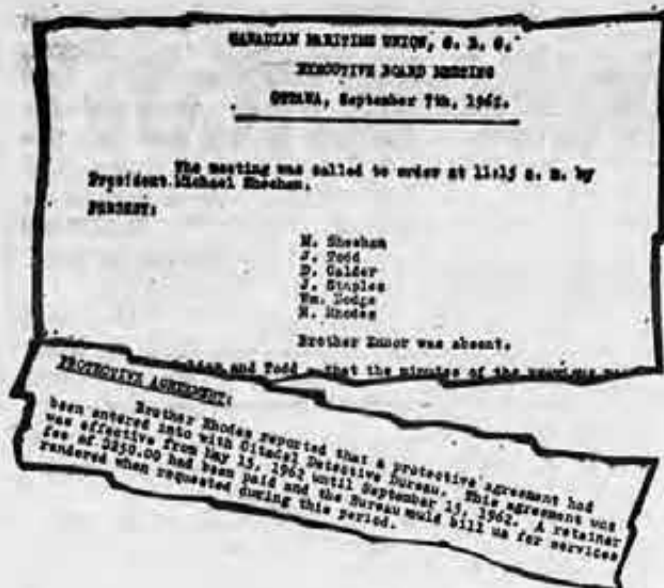 CANADIAN MARITIME UNION, C. B. C.
EXECUTIVE BOARD MEETING
OTTAWA, September 7th, 1962.
The meeting was called to order at 11:15 a. m. by
President Michael Sheehan.
PRESENT:
M. Sheehan
J. Todd
D. Calder
J. Staples
Wm. Dodge
M. Rhodes
Brother Ennor was absent.
and Todd - that the minutes of the previous
PROTECTIVE AGREEMENT:
Brother Rhodes reported that a protective agreement had
been entered into with Citadel Detective Bureau. This agreement was
was effective from May 15, 1962 until September 15, 1962. A retainer
fee of $250.00 had been paid and the Bureau would bill us for services
rendered when requested during this period.